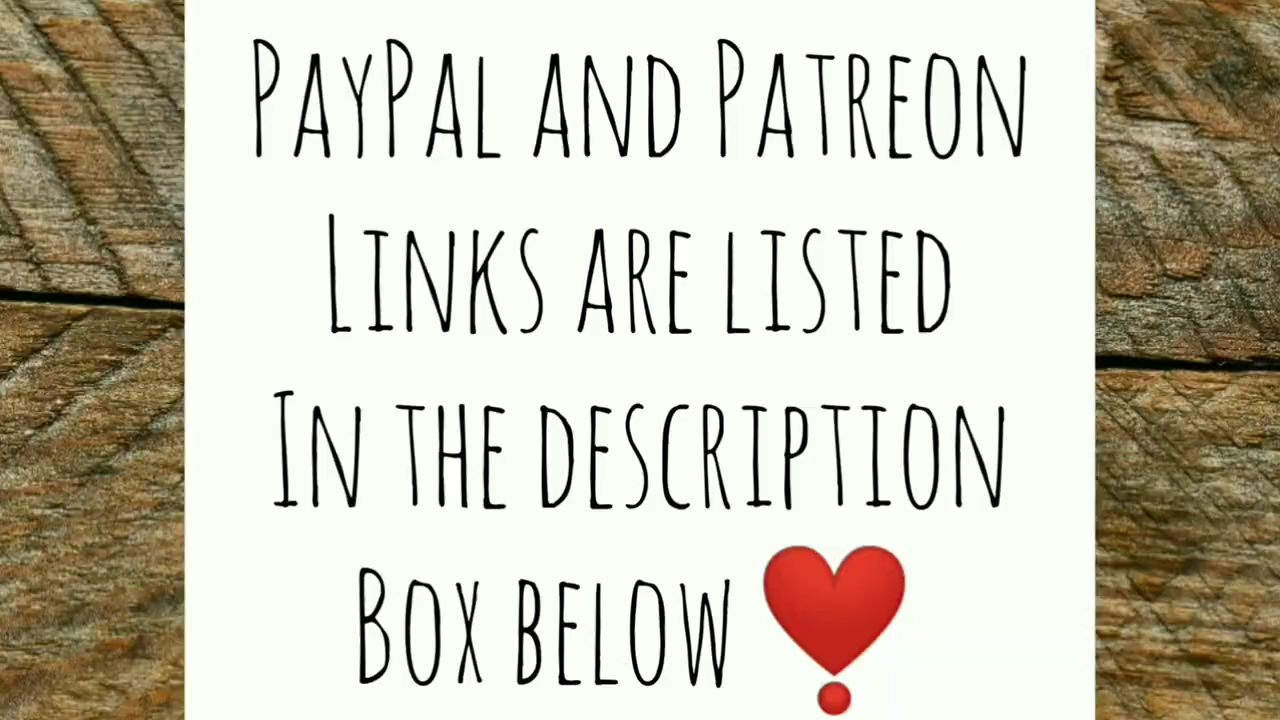 PayPal and Patreon
Links are listed
In the description
Box below ❣